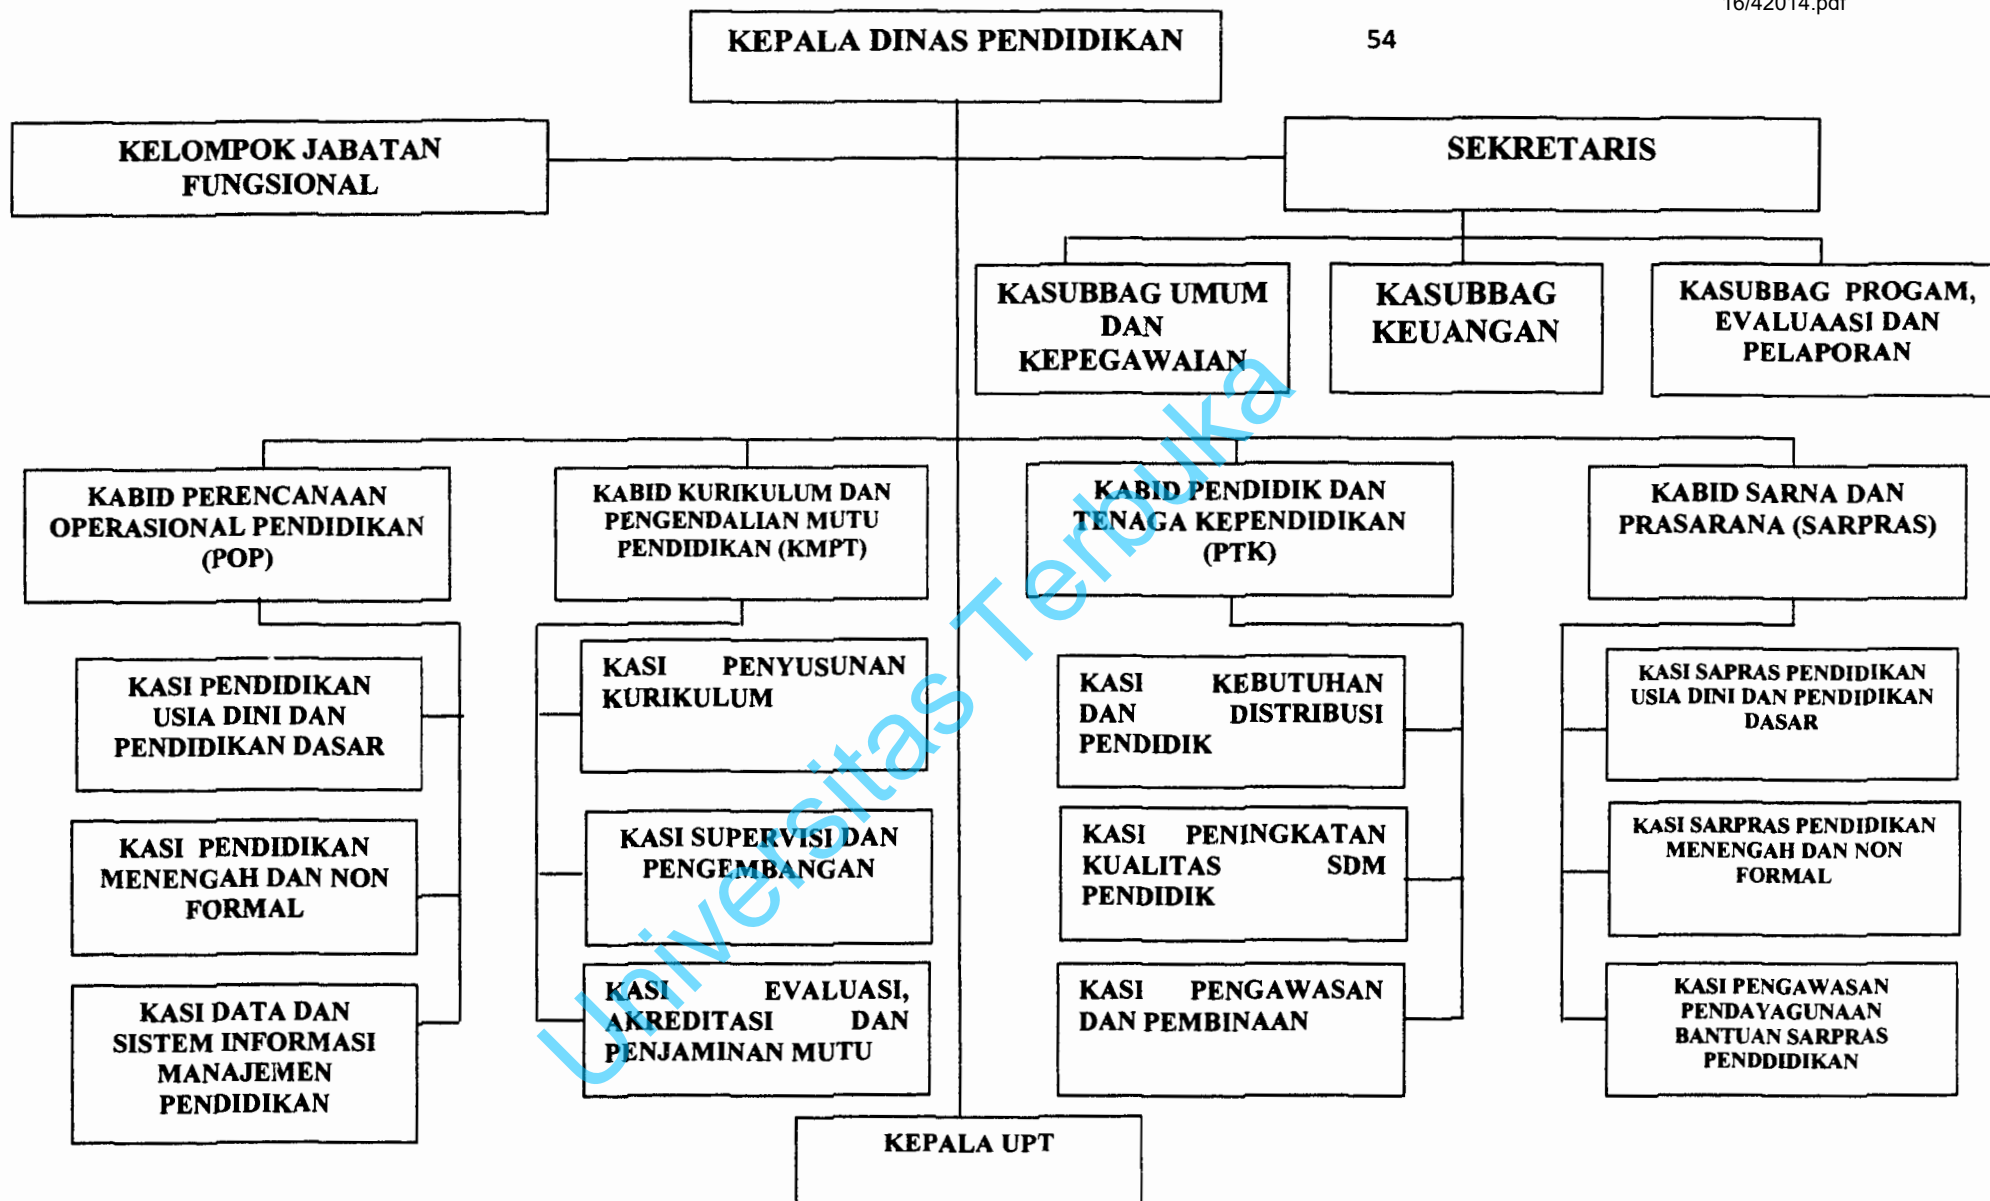 16/42014.pdf
54
KEPALA DINAS PENDIDIKAN
KELOMPOK JABATAN
FUNGSIONAL
SEKRETARIS
KASUBBAG UMUM
DAN
KEPEGAWAIAN
KASUBBAG
KEUANGAN
KASUBBAG PROGAM,
EVALUAASI DAN
PELAPORAN
KABID PERENCANAAN
OPERASIONAL PENDIDIKAN
(POP)
KABID KURIKULUM DAN
PENGENDALIAN MUTU
PENDIDIKAN (KMPT)
KABID PENDIDIK DAN
TENAGA KEPENDIDIKAN
(PTK)
KABID SARNA DAN
PRASARANA (SARPRAS)
KASI PENDIDIKAN
USIA DINI DAN
PENDIDIKAN DASAR
KASI PENDIDIKAN
MENENGAH DAN NON
FORMAL
KASI DATA DAN
SISTEM INFORMASI
MANAJEMEN
PENDIDIKAN
KASI PENYUSUNAN
KURIKULUM
KASI SUPERVISI DAN
PENGEMBANGAN
KASI EVALUASI,
AKREDITASI DAN
PENJAMINAN MUTU
KASI KEBUTUHAN
DAN DISTRIBUSI
PENDIDIK
KASI PENINGKATAN
KUALITAS SDM
PENDIDIK
KASI PENGAWASAN
DAN PEMBINAAN
KASI SAPRAS PENDIDIKAN
USIA DINI DAN PENDIDIKAN
DASAR
KASI SARPRAS PENDIDIKAN
MENENGAH DAN NON
FORMAL
KASI PENGAWASAN
PENDAYAGUNAAN
BANTUAN SARPRAS
PENDDIDIKAN
KEPALA UPT
Universitas Terbuka